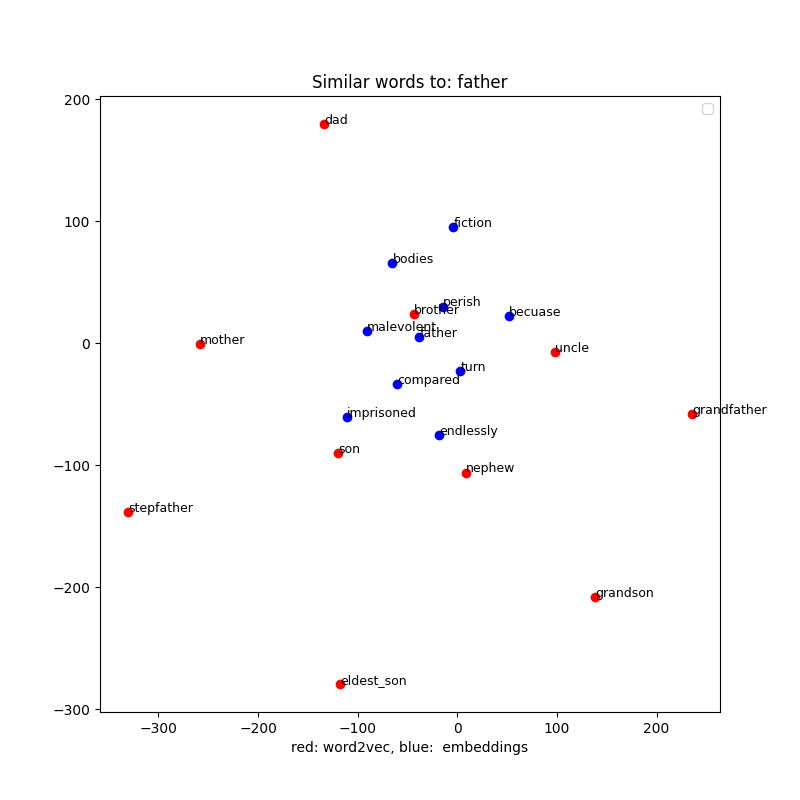 Similar words to: father
200
dad
100
fiction
bodies
perish
brother
becuase
malevolent
father
0
mother
uncle
turn
compared
grandfather
imprisoned
endlessly
son
nephew
−100
stepfather
−200
grandson
eldest_son
−300
−300 −200 −100 0 100 200
red: word2vec, blue:  embeddings